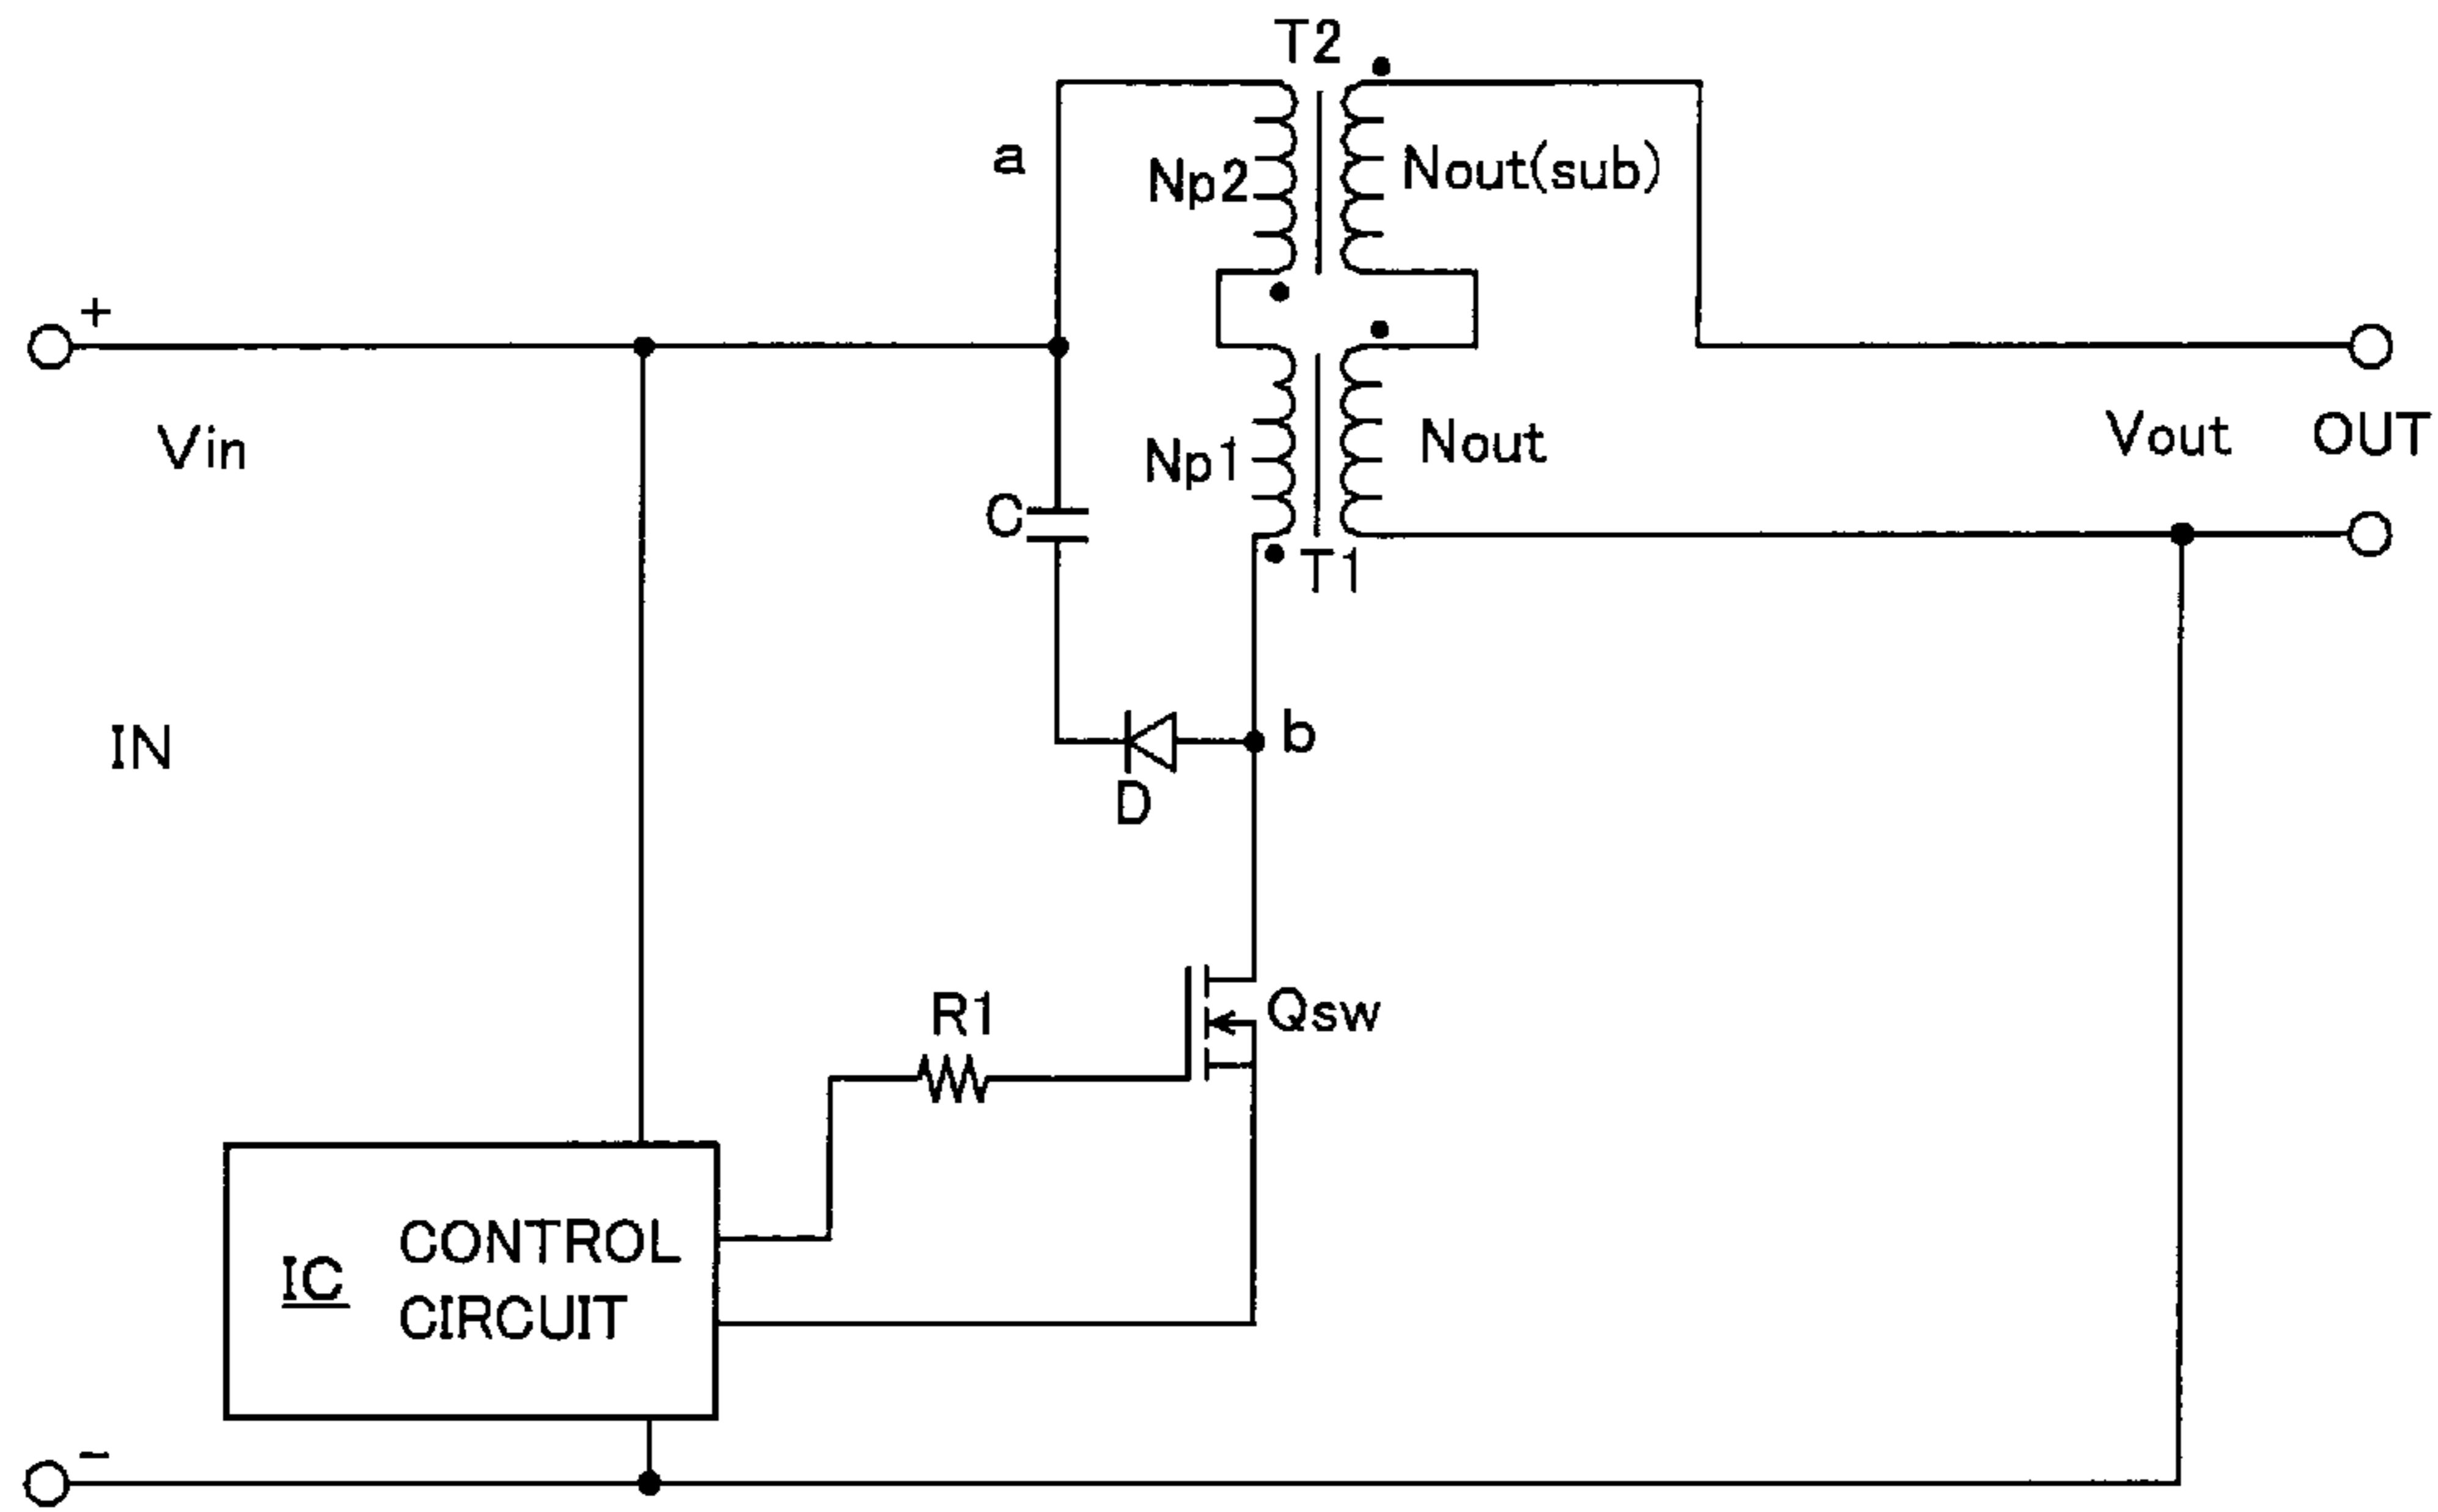 T2
a
Np2
Nout(sub)
+
Vin
Np1
Nout
Vout
OUT
C
T1
IN
b
D
R1
Qsw
IC
CONTROL
CIRCUIT
-